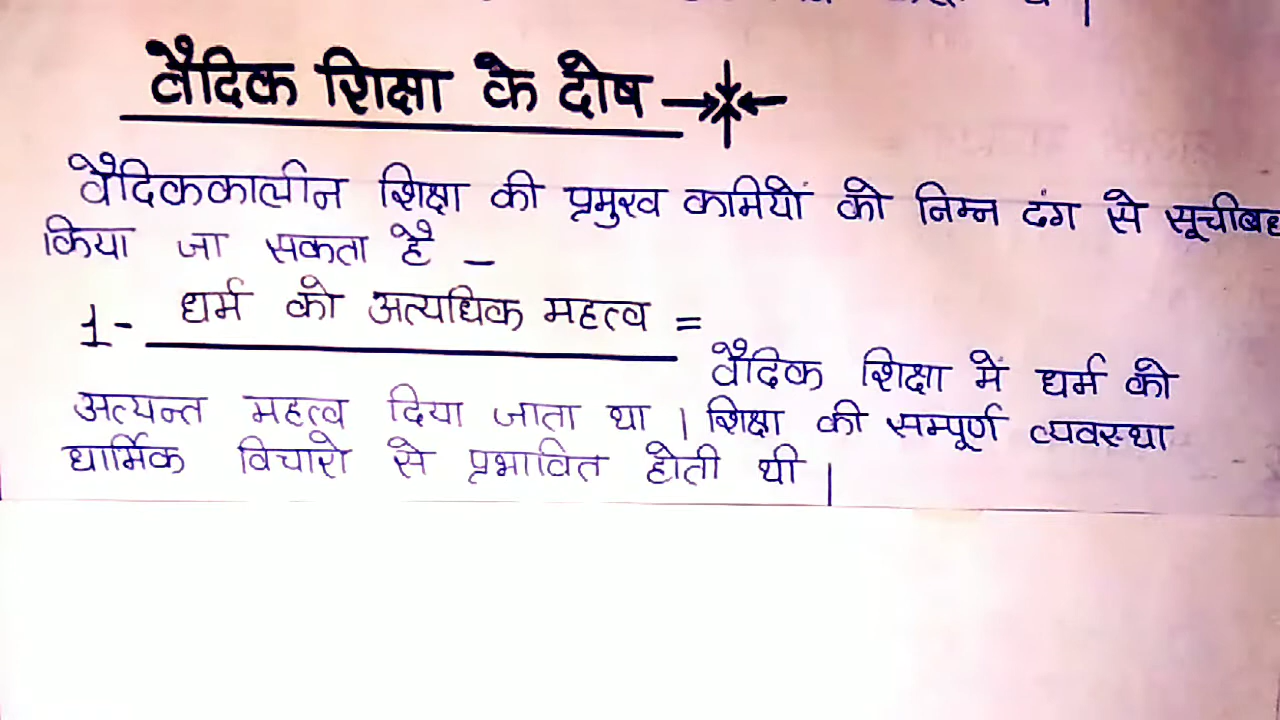 वैदिक शिक्षा के दोष
वैदिककालीन शिक्षा की प्रमुख कमियों को निम्न ढंग से सूचीबद्ध
किया जा सकता है -
1- धर्म को अत्यधिक महत्व =
वैदिक शिक्षा में धर्म को
अत्यन्त महत्व दिया जाता था । शिक्षा की सम्पूर्ण व्यवस्था
धार्मिक विचारो से प्रभावित होती थी ।